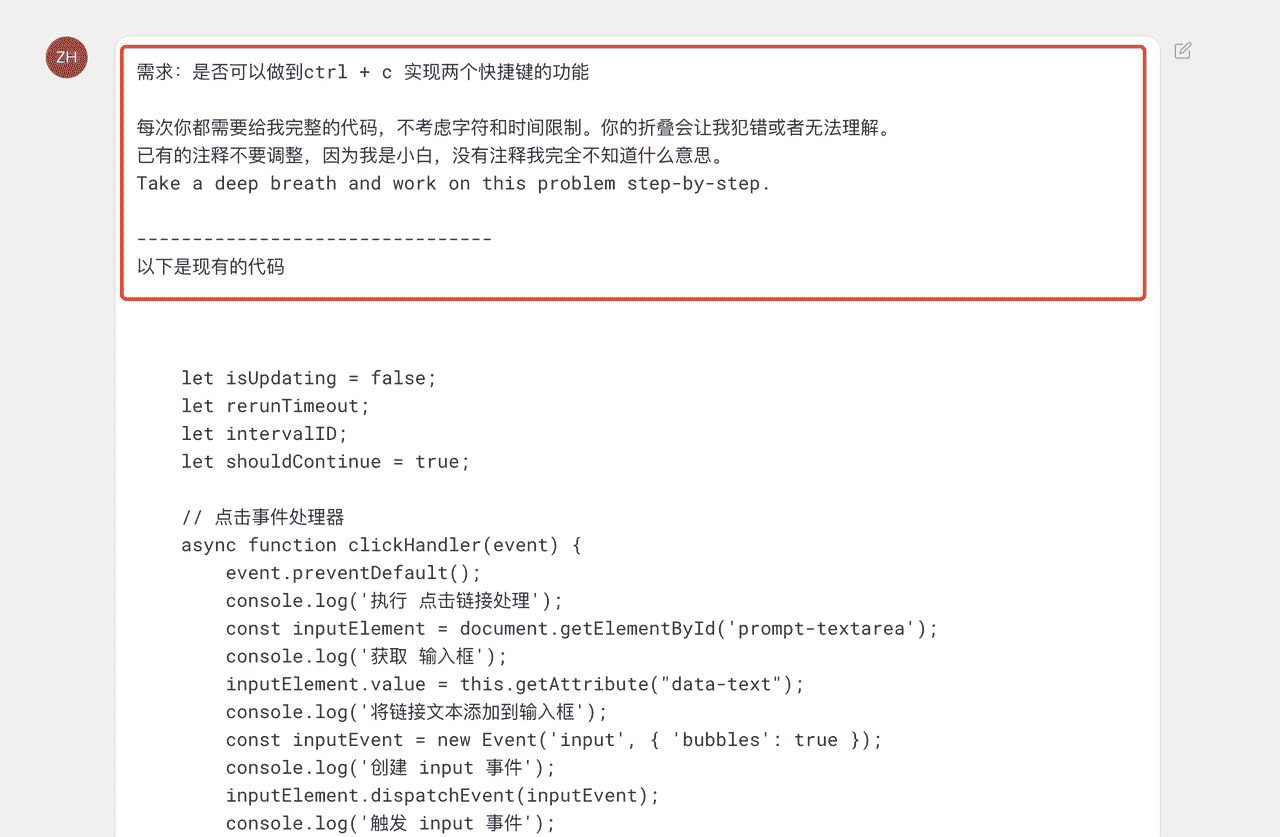 ZH
需求：是否可以做到ctrl + c 实现两个快捷键的功能
每次你都需要给我完整的代码，不考虑字符和时间限制。你的折叠会让我犯错或者无法理解。
已有的注释不要调整，因为我是小白，没有注释我完全不知道什么意思。
Take a deep breath and work on this problem step-by-step.
--------------------------------
以下是现有的代码
let isUpdating = false;
let rerunTimeout;
let intervalID;
let shouldContinue = true;
// 点击事件处理器
async function clickHandler(event) {
event.preventDefault();
console.log('执行 点击链接处理');
const inputElement = document.getElementById('prompt-textarea');
console.log('获取 输入框');
inputElement.value = this.getAttribute("data-text");
console.log('将链接文本添加到输入框');
const inputEvent = new Event('input', { 'bubbles': true });
console.log('创建 input 事件');
inputElement.dispatchEvent(inputEvent);
console.log('触发 input 事件');